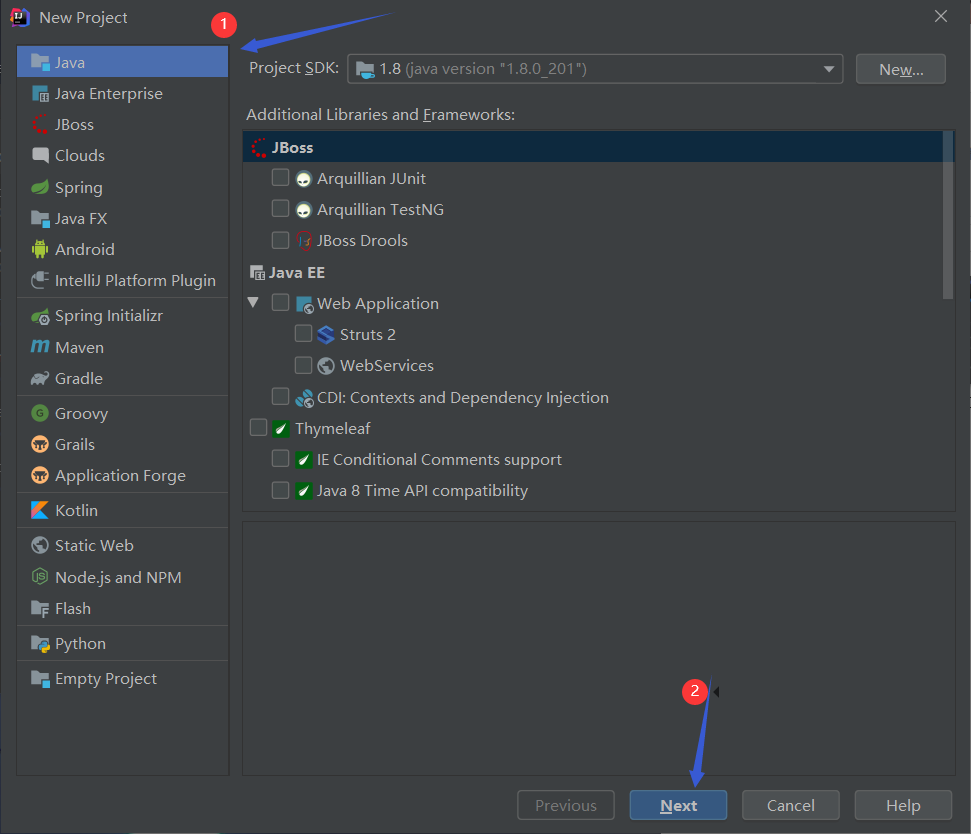 New Project
1
Java
Java Enterprise
JBoss
Clouds
Spring
Java FX
Android
IntelliJ Platform Plugin
Spring Initializr
Maven
Gradle
Groovy
Grails
Application Forge
Kotlin
Static Web
Node.js and NPM
Flash
Python
Empty Project
Project SDK: 1.8 (java version "1.8.0_201") New...
Additional Libraries and Frameworks:
JBoss
Arquillian JUnit
Arquillian TestNG
JBoss Drools
Java EE
Web Application
Struts 2
WebServices
CDI: Contexts and Dependency Injection
Thymeleaf
IE Conditional Comments support
Java 8 Time API compatibility
2
Previous Next Cancel Help